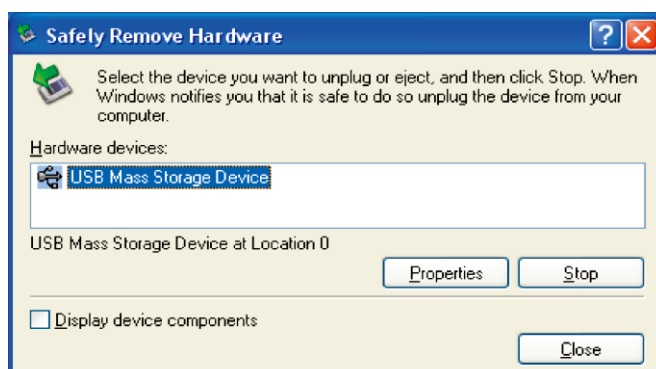 Safely Remove Hardware
Select the device you want to unplug or eject, and then click Stop. When
Windows notifies you that it is safe to do so unplug the device from your
computer.
Hardware devices:
USB Mass Storage Device
USB Mass Storage Device at Location 0
Properties Stop
Display device components
Close